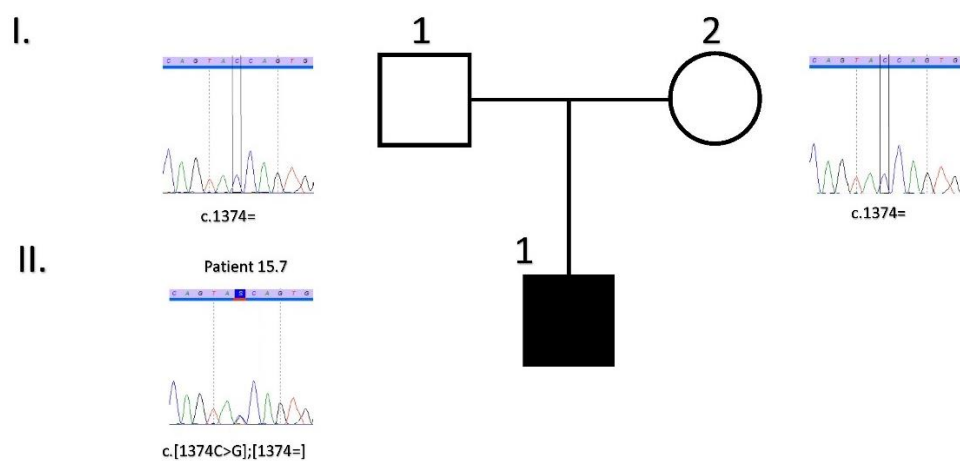 I.
1
2
C A G T A C C A G T G
C A G T A C C A G T G
c.1374=
c.1374=
II.
Patient 15.7
1
C A G T A S C A G T G
c.[1374C>G];[1374=]